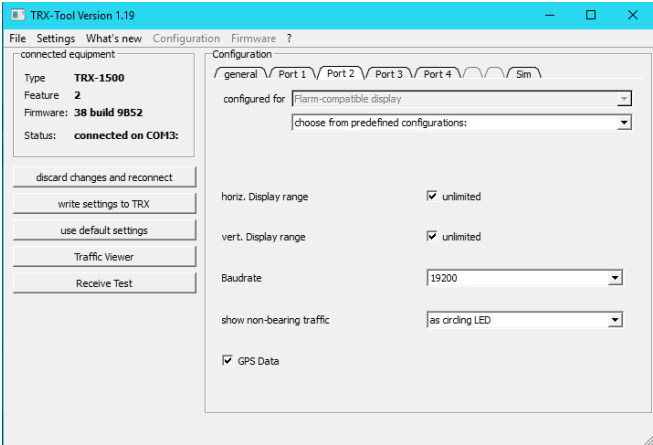 TRX-Tool Version 1.19
File Settings What's new Configuration Firmware ?
connected equipment
Type TRX-1500
Feature 2
Firmware: 38 build 9B52
Status: connected on COM3:
discard changes and reconnect
write settings to TRX
use default settings
Traffic Viewer
Receive Test
Configuration
general Port 1 Port 2 Port 3 Port 4 Sim
configured for Flarm-compatible display
choose from predefined configurations:
horiz. Display range unlimited
vert. Display range unlimited
Baudrate 19200
show non-bearing traffic as circling LED
GPS Data